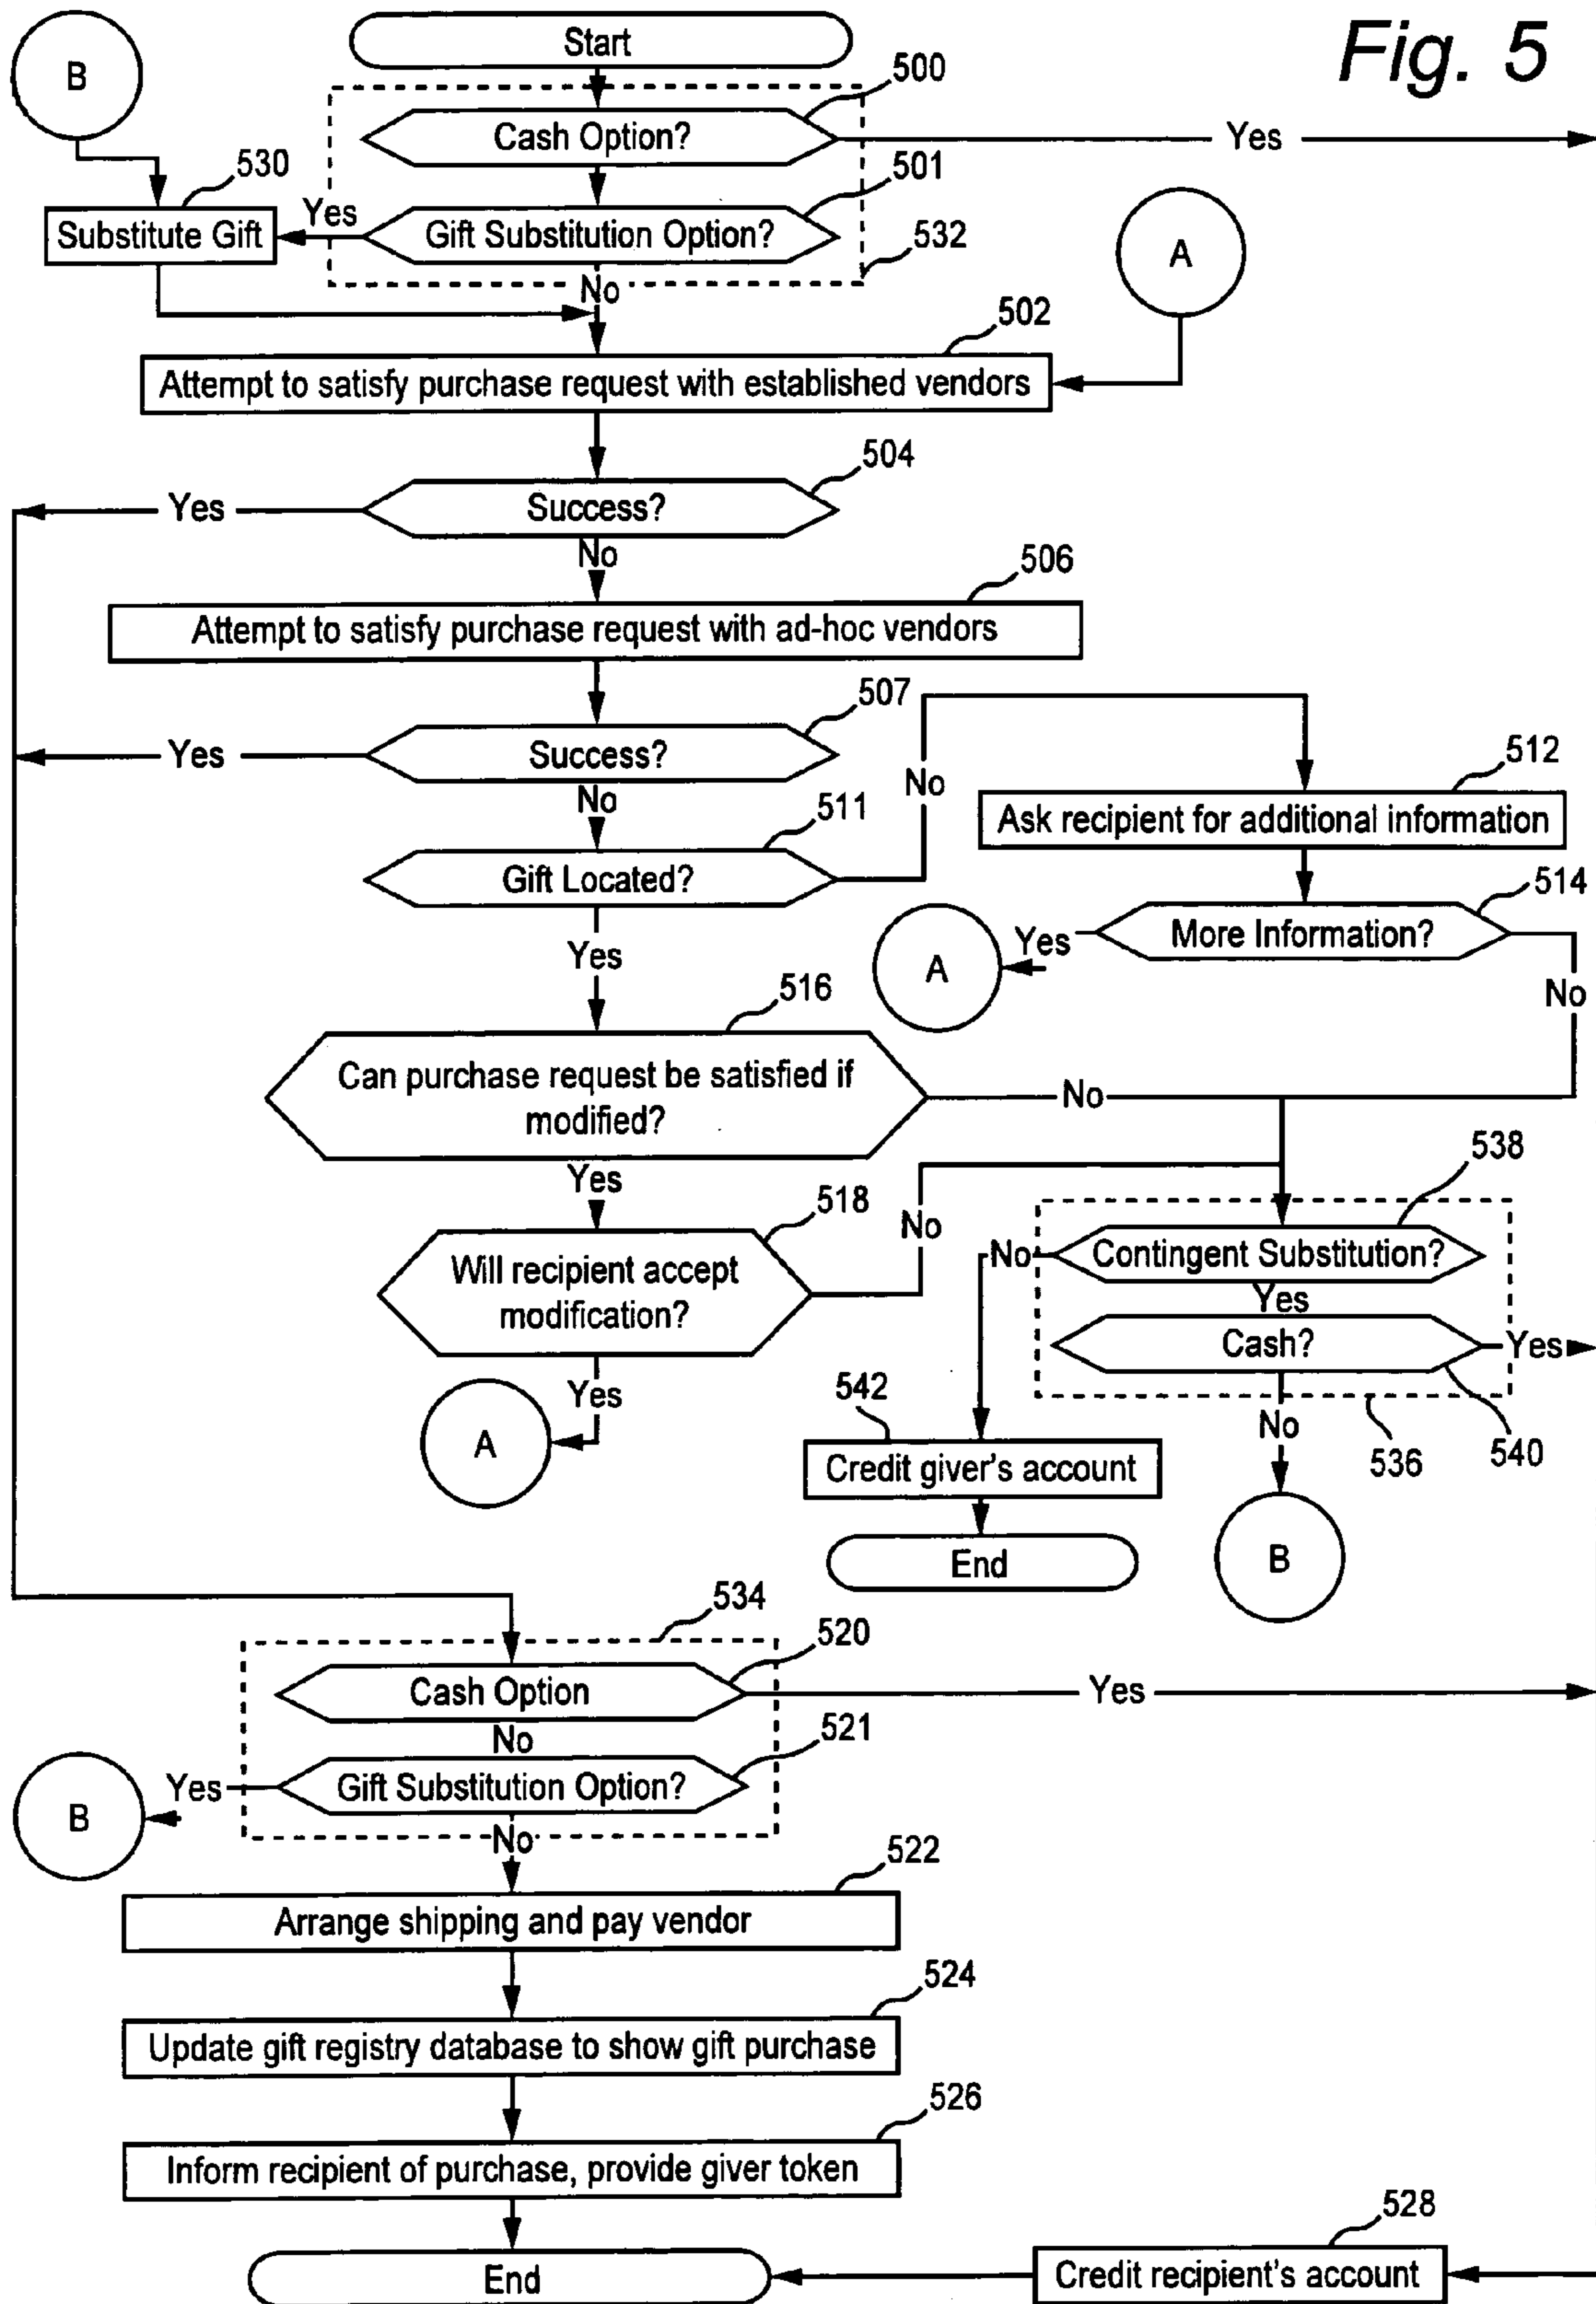 Fig. 5
B
Start
500
Cash Option?
Yes
530
501
Substitute Gift
Yes
Gift Substitution Option?
532
A
No
502
Attempt to satisfy purchase request with established vendors
504
Yes
Success?
No
506
Attempt to satisfy purchase request with ad-hoc vendors
507
Yes
Success?
No
No
512
511
Ask recipient for additional information
Gift Located?
514
Yes
A
Yes
More Information?
No
516
Can purchase request be satisfied if
modified?
No
Yes
538
518
No
Will recipient accept
modification?
No
Contingent Substitution?
Yes
Cash?
Yes
Yes
A
542
No
536
540
Credit giver's account
End
B
534
520
Cash Option
Yes
No
521
B
Yes
Gift Substitution Option?
No
522
Arrange shipping and pay vendor
524
Update gift registry database to show gift purchase
526
Inform recipient of purchase, provide giver token
528
End
Credit recipient's account